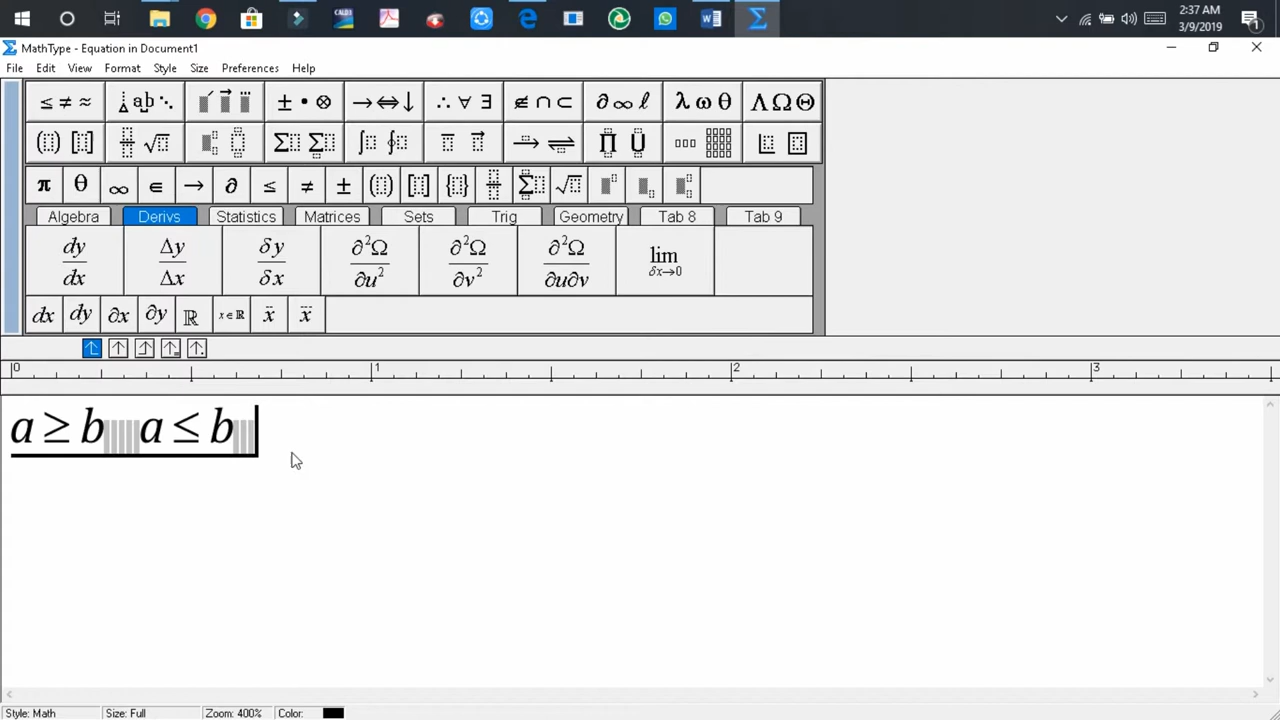 CALD3
2:37 AM
3/9/2019
1
MathType - Equation in Document1
File Edit View Format Style Size Preferences Help
≤ ≠ ≈ ± • ⊗ →⇔↓ ∴ ∀ ∃ ∉ ∩ ⊂ ∂ ∞ ℓ λ ω θ Λ Ω Θ
π θ ∞ ∈ → ∂ ≤ ≠ ±
Algebra Derivs Statistics Matrices Sets Trig Geometry Tab 8 Tab 9
dy/dx Δy/Δx δy/δx ∂²Ω/∂u² ∂²Ω/∂v² ∂²Ω/∂u∂v lim δx→0
dx dy ∂x ∂y ℝ x∈ℝ ẍ x⃛
0 1 2 3
a ≥ b a ≤ b
Style: Math Size: Full Zoom: 400% Color: